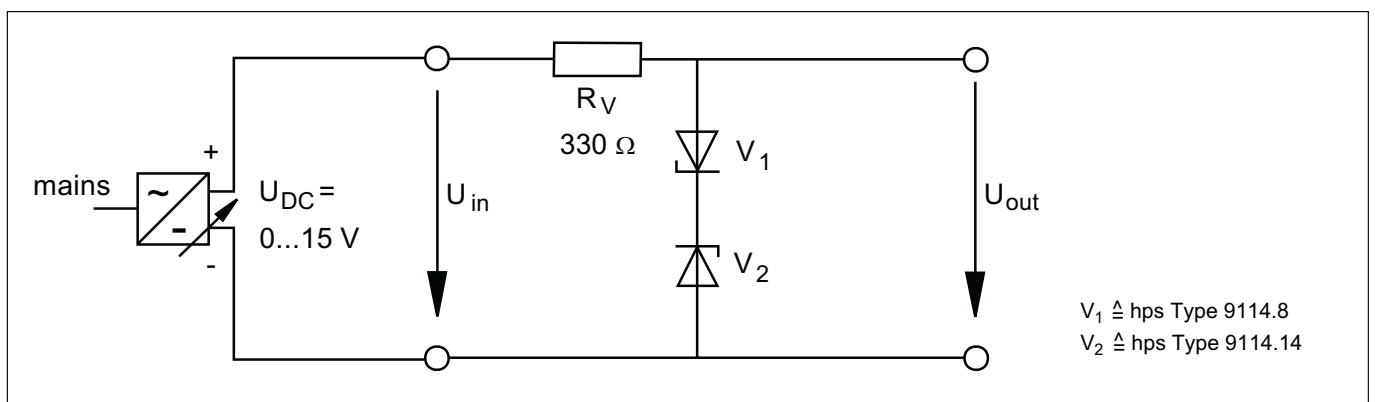 mains
~
-
+
-
U_DC =
0...15 V
U_in
R_V
330 Ω
V_1
V_2
U_out
V_1 ≙ hps Type 9114.8
V_2 ≙ hps Type 9114.14